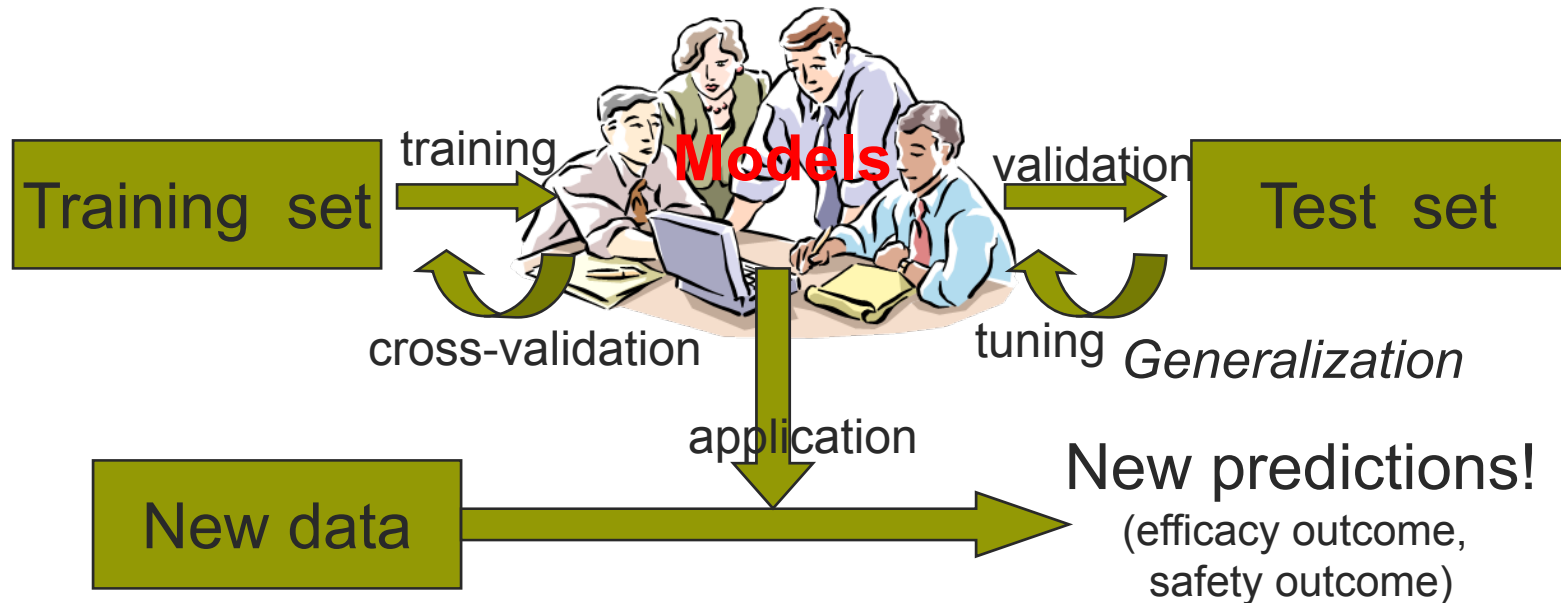 training
Models
validation
Training set
Test set
cross-validation
tuning
Generalization
application
New data
New predictions!
(efficacy outcome,
safety outcome)